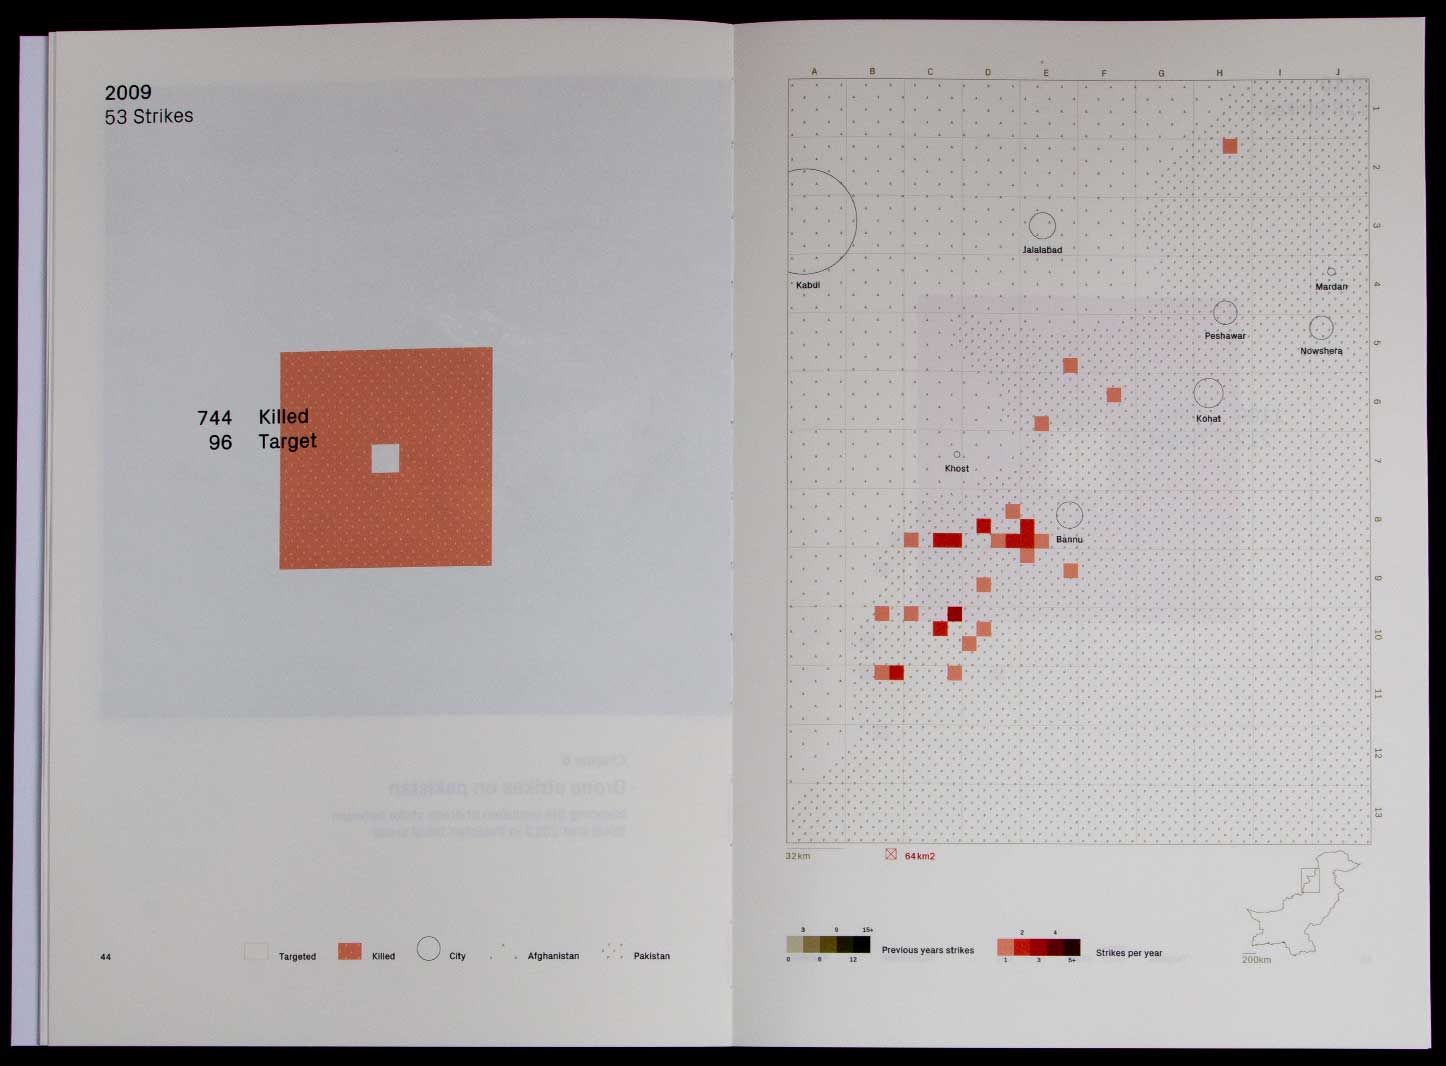 2009
53 Strikes
744 Killed
96 Target
44
Targeted
Killed
City
Afghanistan
Pakistan
A B C D E F G H I J
1
2
3
4
5
6
7
8
9
10
11
12
13
Kabul
Jalalabad
Mardan
Peshawar
Nowshera
Kohat
Khost
Bannu
32km
64km2
3 9 15+
0 6 12
Previous years strikes
2 4
1 3 5+
Strikes per year
200km